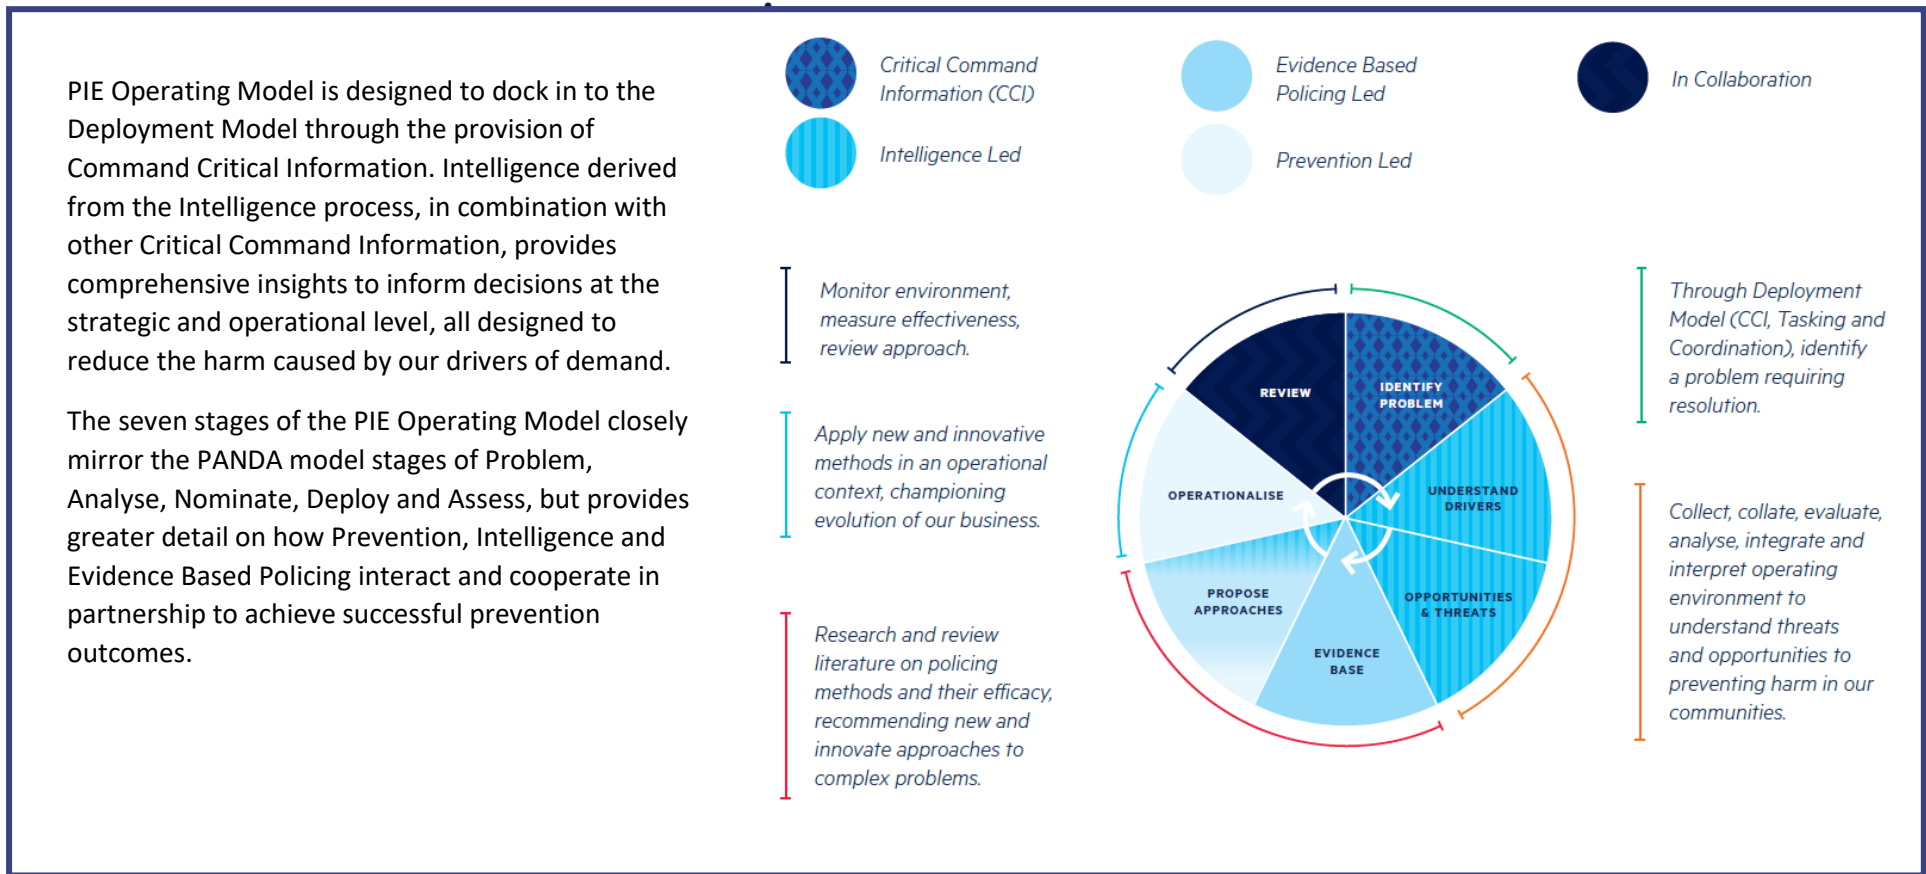 PIE Operating Model is designed to dock in to the
Deployment Model through the provision of
Command Critical Information. Intelligence derived
from the Intelligence process, in combination with
other Critical Command Information, provides
comprehensive insights to inform decisions at the
strategic and operational level, all designed to
reduce the harm caused by our drivers of demand.
The seven stages of the PIE Operating Model closely
mirror the PANDA model stages of Problem,
Analyse, Nominate, Deploy and Assess, but provides
greater detail on how Prevention, Intelligence and
Evidence Based Policing interact and cooperate in
partnership to achieve successful prevention
outcomes.
Critical Command
Information (CCI)
Intelligence Led
Evidence Based
Policing Led
Prevention Led
In Collaboration
Monitor environment,
measure effectiveness,
review approach.
Apply new and innovative
methods in an operational
context, championing
evolution of our business.
Research and review
literature on policing
methods and their efficacy,
recommending new and
innovate approaches to
complex problems.
REVIEW
IDENTIFY
PROBLEM
UNDERSTAND
DRIVERS
OPPORTUNITIES
& THREATS
EVIDENCE
BASE
PROPOSE
APPROACHES
OPERATIONALISE
Through Deployment
Model (CCI, Tasking and
Coordination), identify
a problem requiring
resolution.
Collect, collate, evaluate,
analyse, integrate and
interpret operating
environment to
understand threats
and opportunities to
preventing harm in our
communities.